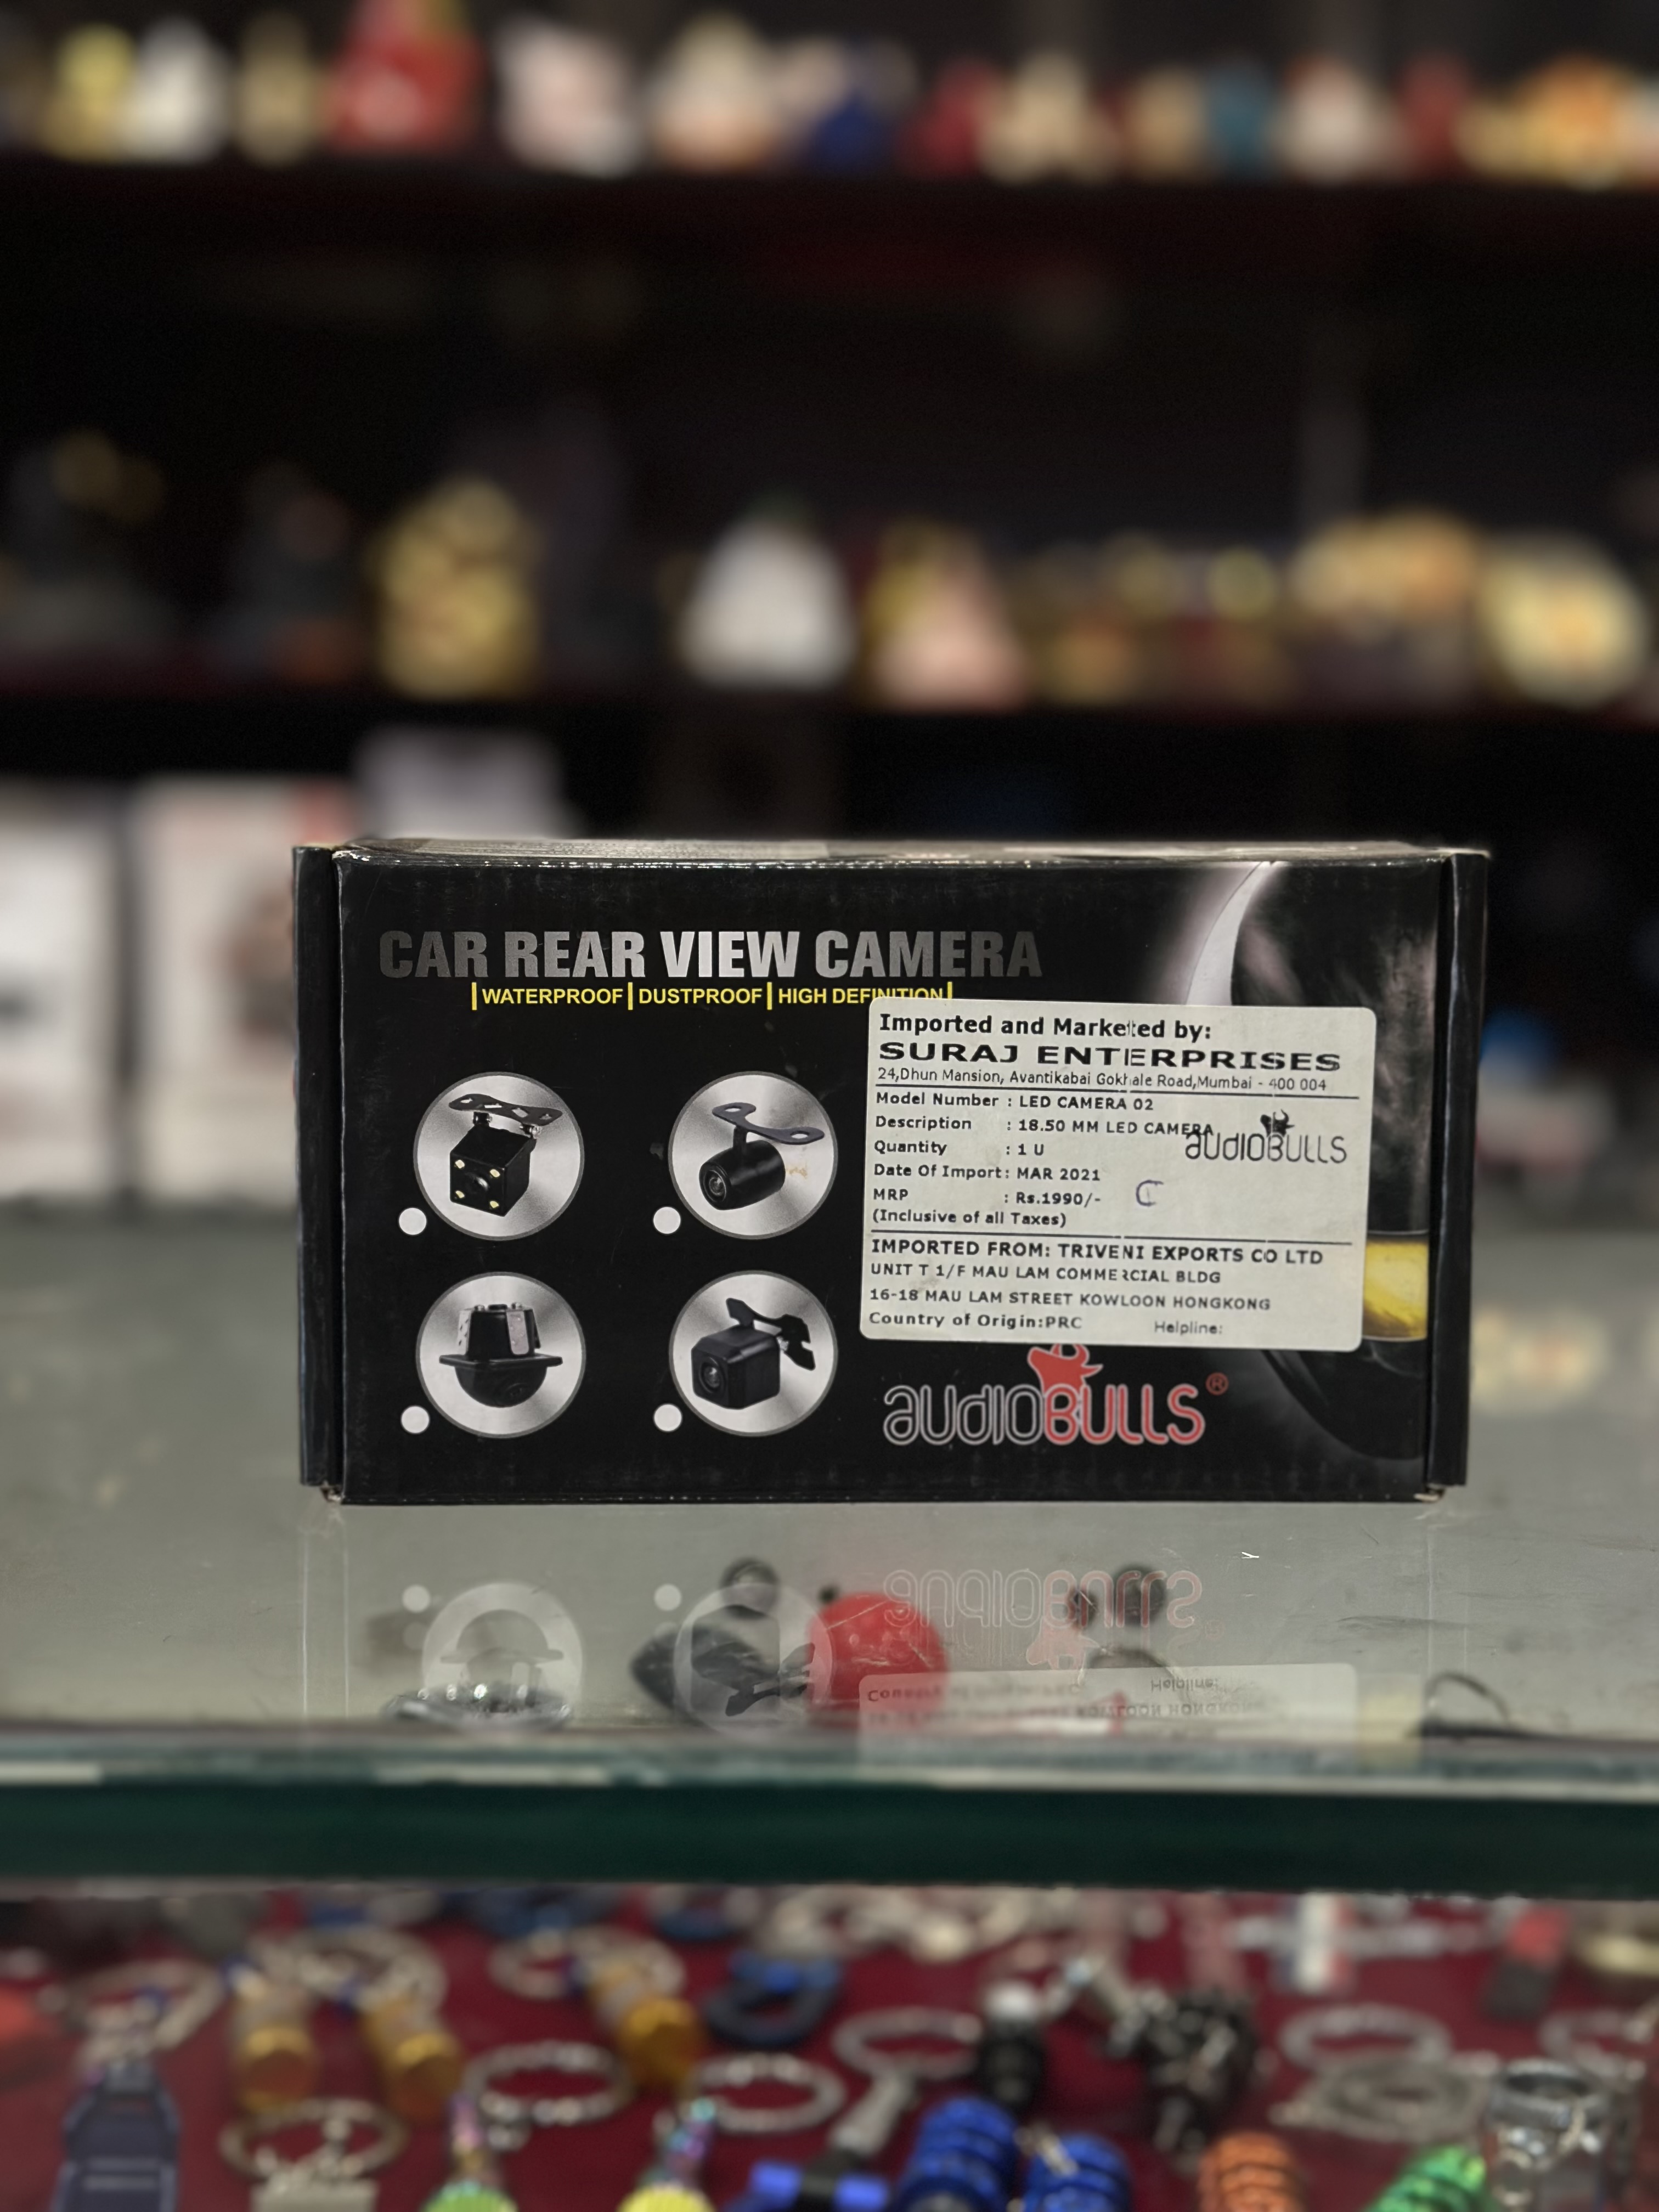 CAR REAR VIEW CAMERA
WATERPROOF | DUSTPROOF | HIGH DEFINITION
Imported and Marketed by:
SURAJ ENTERPRISES
24,Dhun Mansion, Avantikabai Gokhale Road,Mumbai - 400 004
Model Number : LED CAMERA 02
Description : 18.50 MM LED CAMERA
audioBULLS
Quantity : 1 U
Date Of Import: MAR 2021
MRP : Rs.1990/-
(Inclusive of all Taxes)
IMPORTED FROM: TRIVENI EXPORTS CO LTD
UNIT T 1/F MAU LAM COMMERCIAL BLDG
16-18 MAU LAM STREET KOWLOON HONGKONG
Country of Origin:PRC Helpline:
audioBULLS®